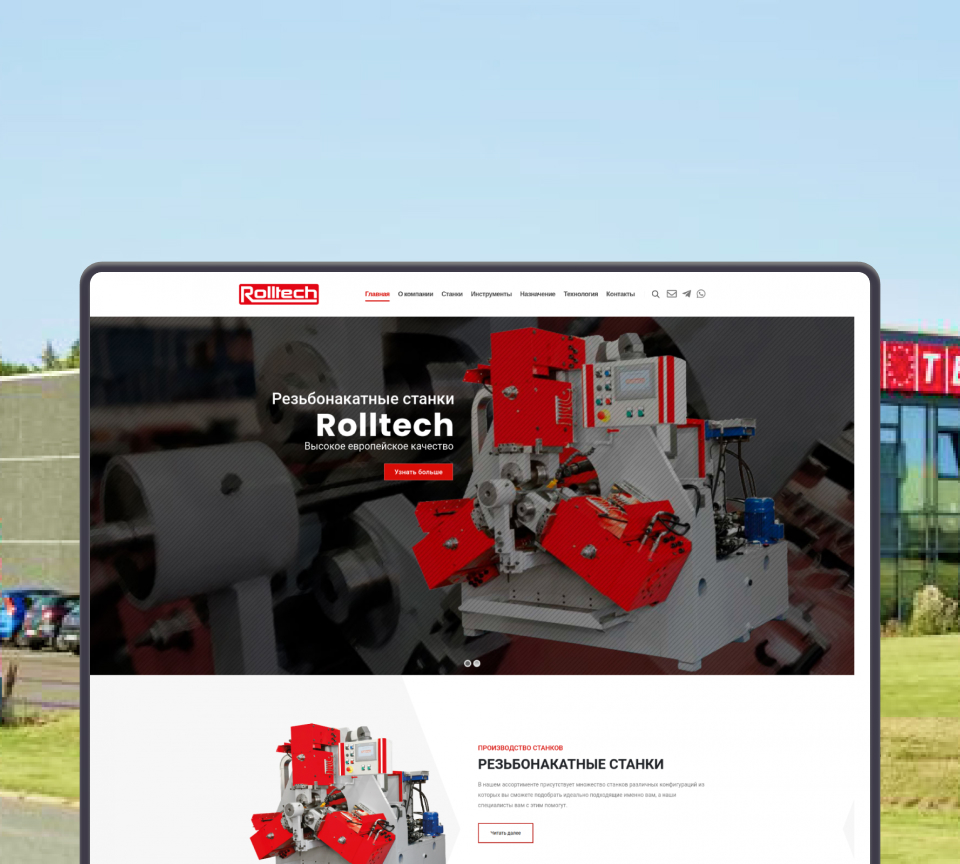 Rolltech
Главная О компании Станки Инструменты Назначение Технология Контакты
Резьбонакатные станки
Rolltech
Высокое европейское качество
Узнать больше
ПРОИЗВОДСТВО СТАНКОВ
РЕЗЬБОНАКАТНЫЕ СТАНКИ
В нашем ассортименте присутствует множество станков различных конфигураций из
которых вы сможете подобрать идеально подходящие именно вам, а наши
специалисты вам с этим помогут.
Читать далее